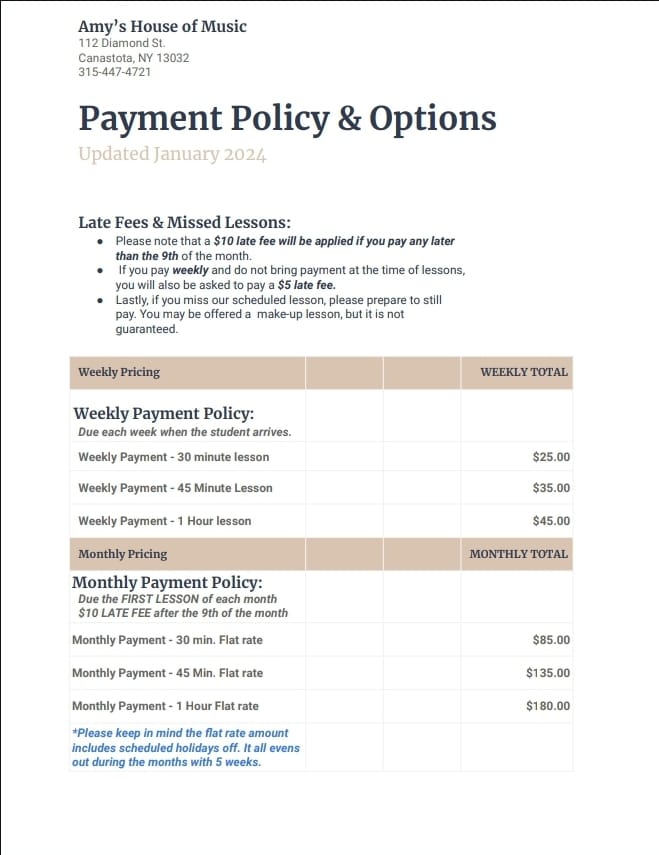 Amy's House of Music
112 Diamond St.
Canastota, NY 13032
315-447-4721
Payment Policy & Options
Updated January 2024
Late Fees & Missed Lessons:
● Please note that a $10 late fee will be applied if you pay any later
than the 9th of the month.
● If you pay weekly and do not bring payment at the time of lessons,
you will also be asked to pay a $5 late fee.
● Lastly, if you miss our scheduled lesson, please prepare to still
pay. You may be offered a make-up lesson, but it is not
guaranteed.
Weekly Pricing WEEKLY TOTAL
Weekly Payment Policy:
Due each week when the student arrives.
Weekly Payment - 30 minute lesson $25.00
Weekly Payment - 45 Minute Lesson $35.00
Weekly Payment - 1 Hour lesson $45.00
Monthly Pricing MONTHLY TOTAL
Monthly Payment Policy:
Due the FIRST LESSON of each month
$10 LATE FEE after the 9th of the month
Monthly Payment - 30 min. Flat rate $85.00
Monthly Payment - 45 Min. Flat rate $135.00
Monthly Payment - 1 Hour Flat rate $180.00
*Please keep in mind the flat rate amount
includes scheduled holidays off. It all evens
out during the months with 5 weeks.